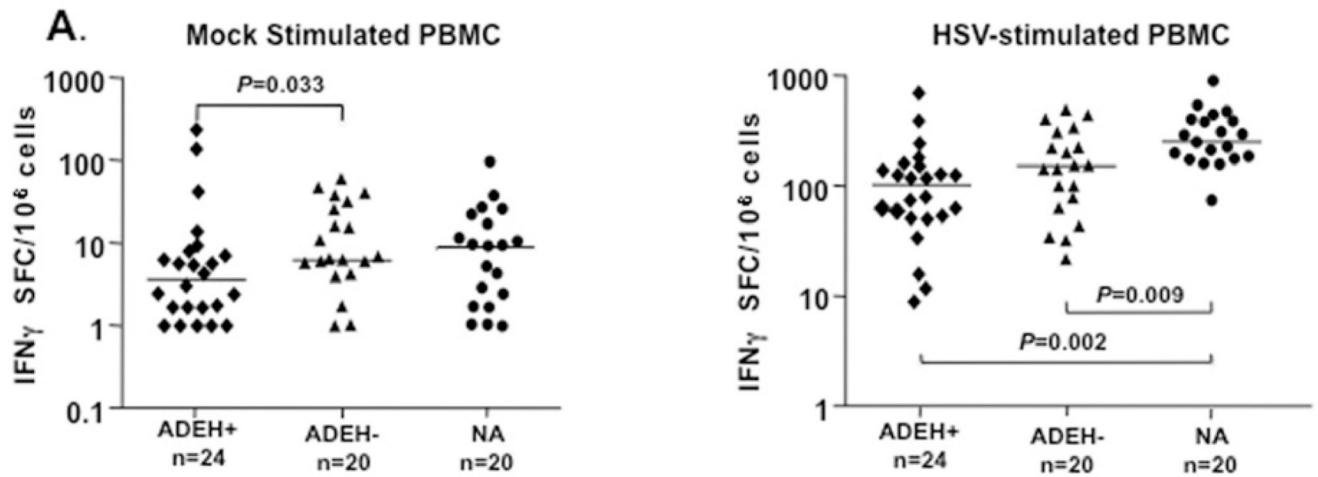 A.
Mock Stimulated PBMC
IFNγ SFC/10⁶ cells
1000
100
10
1
0.1
P=0.033
ADEH+
n=24
ADEH-
n=20
NA
n=20
HSV-stimulated PBMC
IFNγ SFC/10⁶ cells
1000
100
10
1
P=0.009
P=0.002
ADEH+
n=24
ADEH-
n=20
NA
n=20